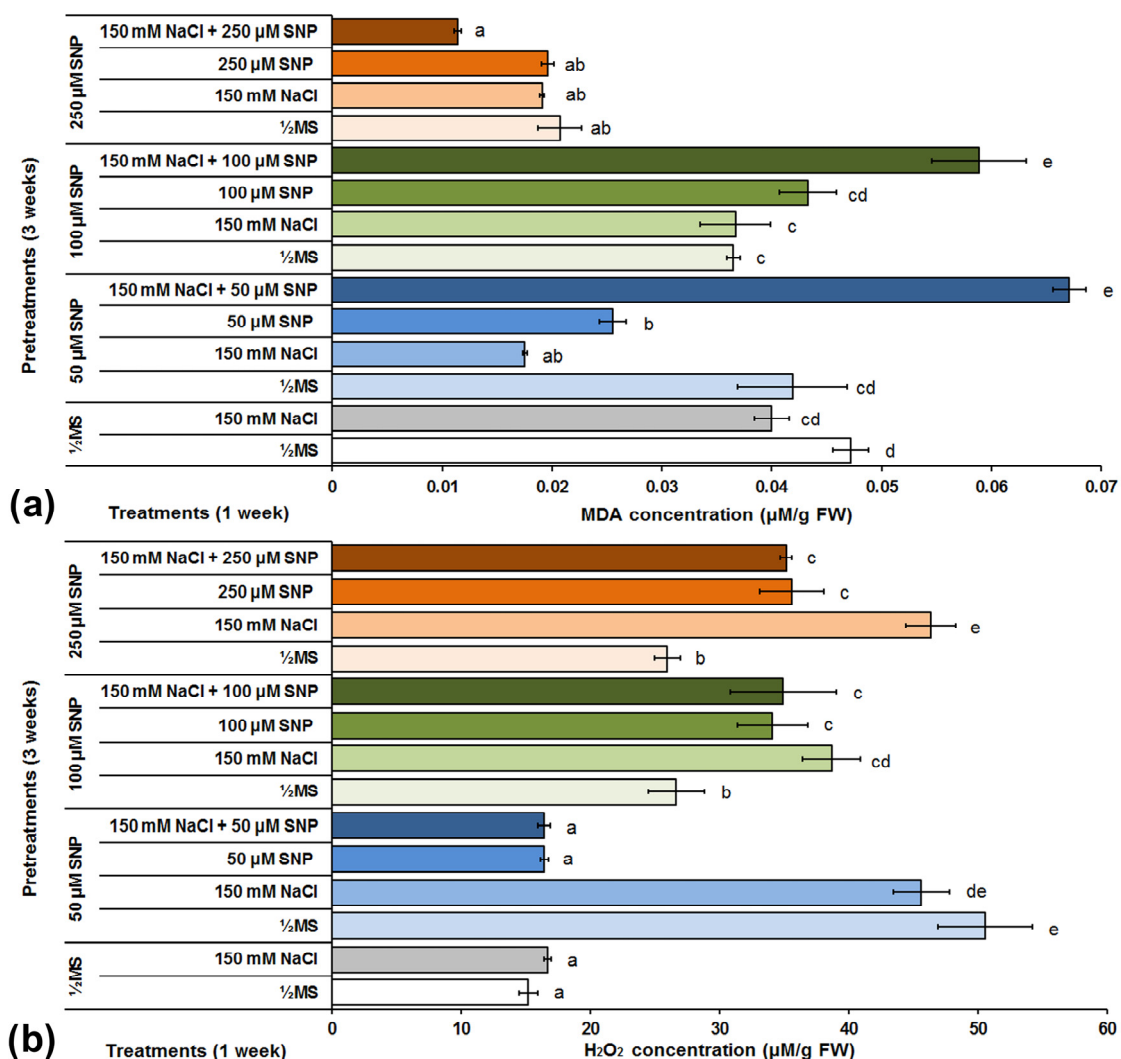 Pretreatments (3 weeks)
250 µM SNP
150 mM NaCl + 250 µM SNP
a
250 µM SNP
ab
150 mM NaCl
ab
½MS
ab
100 µM SNP
150 mM NaCl + 100 µM SNP
e
100 µM SNP
cd
150 mM NaCl
c
½MS
c
50 µM SNP
150 mM NaCl + 50 µM SNP
e
50 µM SNP
b
150 mM NaCl
ab
½MS
cd
½MS
150 mM NaCl
cd
½MS
d
0 0.01 0.02 0.03 0.04 0.05 0.06 0.07
(a)
Treatments (1 week)
MDA concentration (µM/g FW)
Pretreatments (3 weeks)
250 µM SNP
150 mM NaCl + 250 µM SNP
c
250 µM SNP
c
150 mM NaCl
e
½MS
b
100 µM SNP
150 mM NaCl + 100 µM SNP
c
100 µM SNP
c
150 mM NaCl
cd
½MS
b
50 µM SNP
150 mM NaCl + 50 µM SNP
a
50 µM SNP
a
150 mM NaCl
de
½MS
e
½MS
150 mM NaCl
a
½MS
a
0 10 20 30 40 50 60
(b)
Treatments (1 week)
H₂O₂ concentration (µM/g FW)